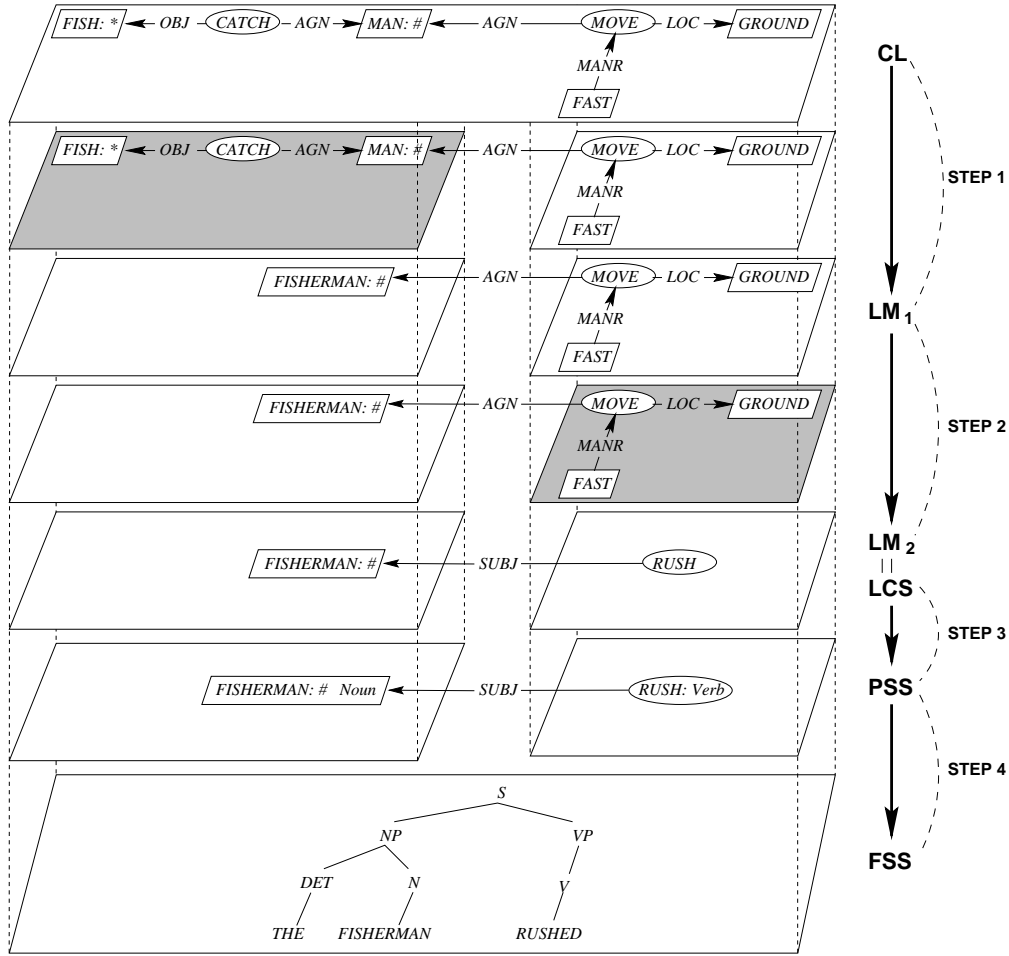 FISH: * OBJ CATCH AGN MAN: # AGN MOVE LOC GROUND
MANR
FAST
CL
FISH: * OBJ CATCH AGN MAN: # AGN MOVE LOC GROUND
MANR
FAST
STEP 1
FISHERMAN: # AGN MOVE LOC GROUND
MANR
FAST
LM 1
FISHERMAN: # AGN MOVE LOC GROUND
MANR
FAST
STEP 2
LM 2
FISHERMAN: # SUBJ RUSH
LCS
STEP 3
FISHERMAN: # Noun SUBJ RUSH: Verb
PSS
STEP 4
S
NP VP
FSS
DET N V
THE FISHERMAN RUSHED